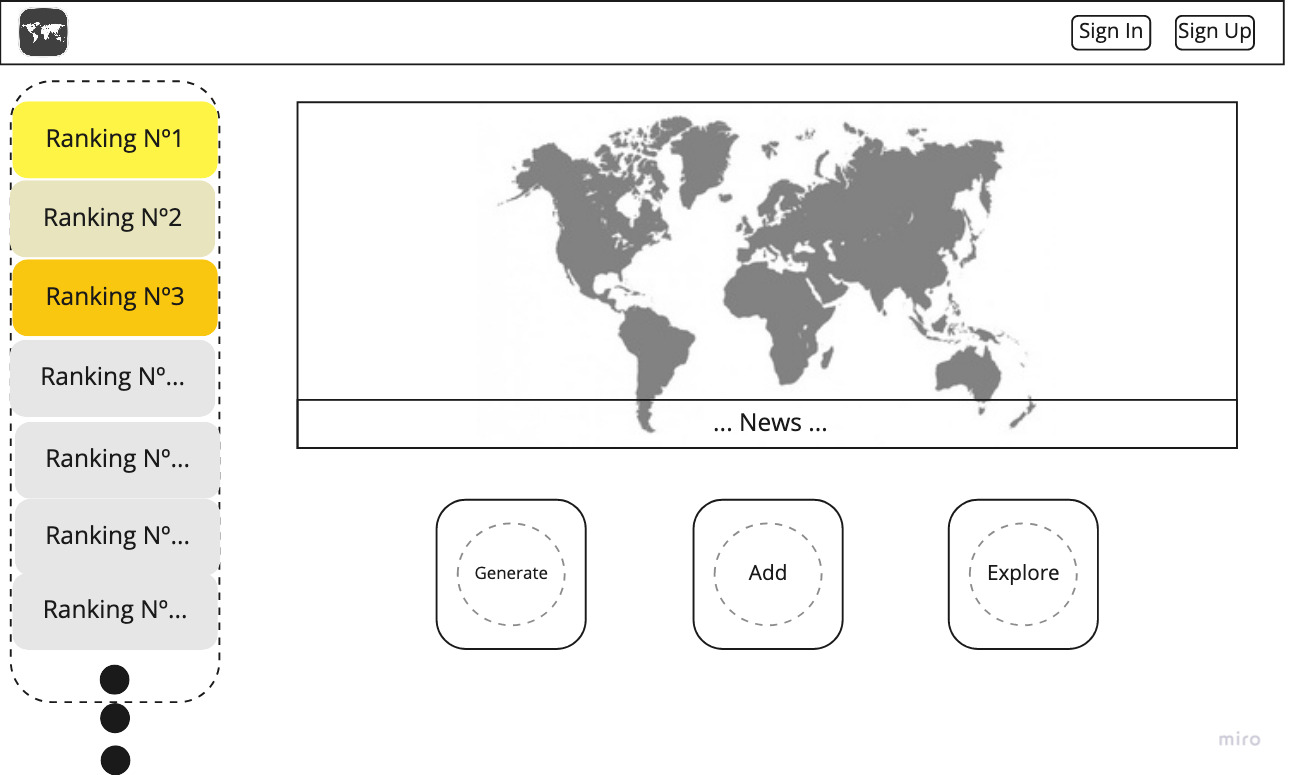 Sign In
Sign Up
Ranking Nº1
Ranking Nº2
Ranking Nº3
Ranking Nº...
Ranking Nº...
Ranking Nº...
Ranking Nº...
... News ...
Generate
Add
Explore
miro